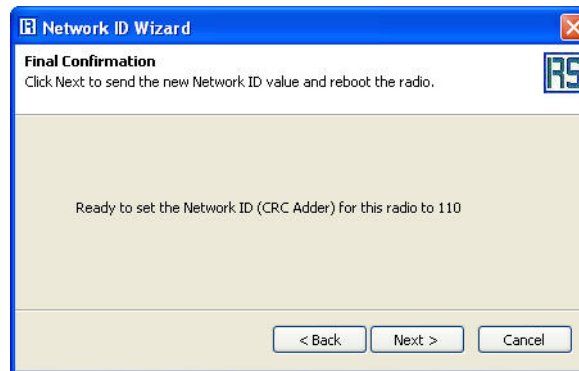 Network ID Wizard
Final Confirmation
Click Next to send the new Network ID value and reboot the radio.
RS
Ready to set the Network ID (CRC Adder) for this radio to 110
< Back
Next >
Cancel